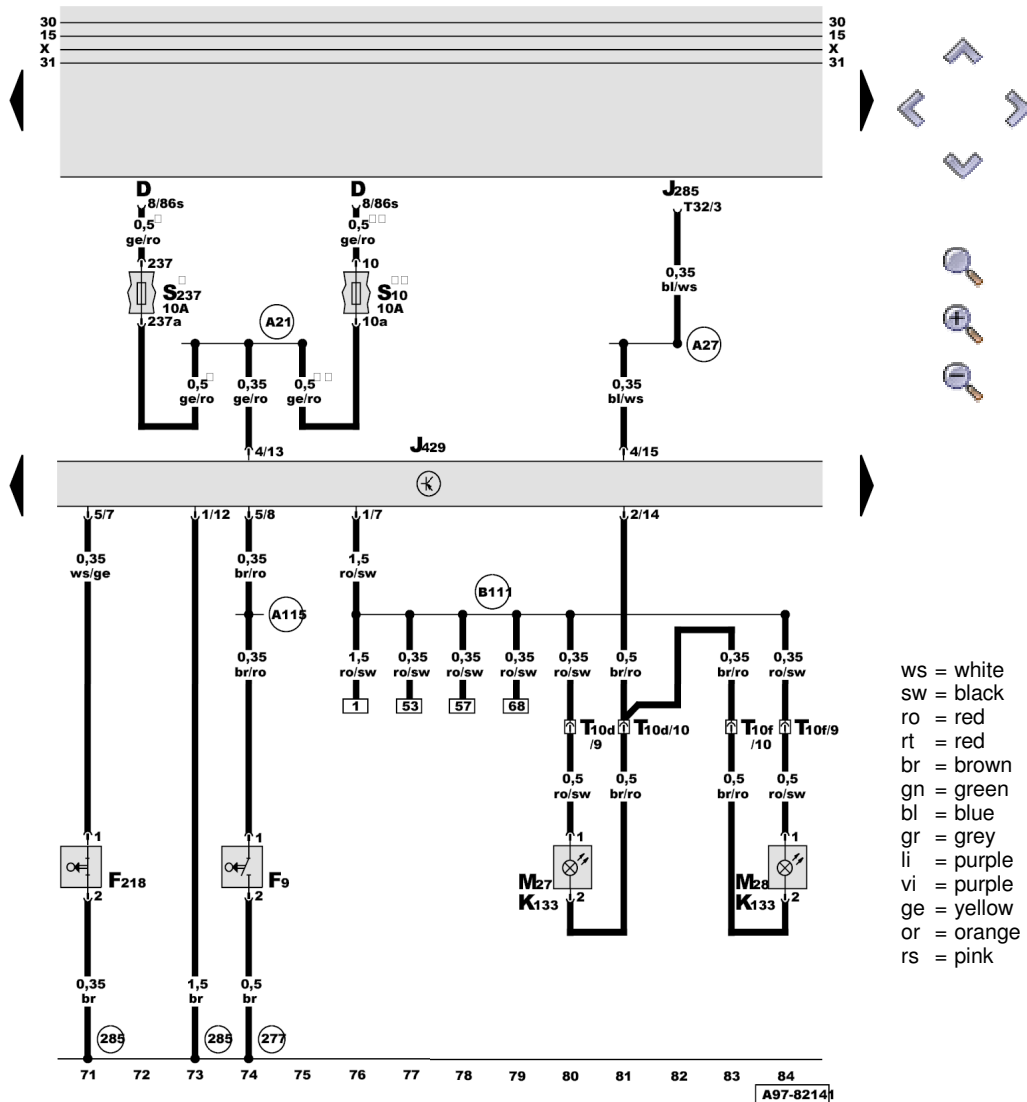 30 30
15 15
X X
31 31
D D J285
8/86s 8/86s T32/3
0,5 0,5
ge/ro ge/ro
237 10 0,35
bl/ws
S237 S10
10A 10A
237a A21 10a
A27
0,5 0,35 0,5 0,35
ge/ro ge/ro ge/ro bl/ws
4/13 J429 4/15
5/7 1/12 5/8 1/7 2/14
0,35 0,35 1,5
ws/ge br/ro ro/sw
B111
A115
0,35 1,5 0,35 0,35 0,35 0,35 0,5 0,35 0,35
br/ro ro/sw ro/sw ro/sw ro/sw ro/sw br/ro br/ro ro/sw
1 53 57 68
T10d/9 T10d/10 T10f/10 T10f/9
0,5 0,5 0,5 0,5
ro/sw br/ro br/ro ro/sw
1 1 1 1
F218 F9 M27 M28
2 2 K133 2 K133 2
0,35 1,5 0,5
br br br
285 285 277
71 72 73 74 75 76 77 78 79 80 81 82 83 84
A97-82141
ws = white
sw = black
ro = red
rt = red
br = brown
gn = green
bl = blue
gr = grey
li = purple
vi = purple
ge = yellow
or = orange
rs = pink